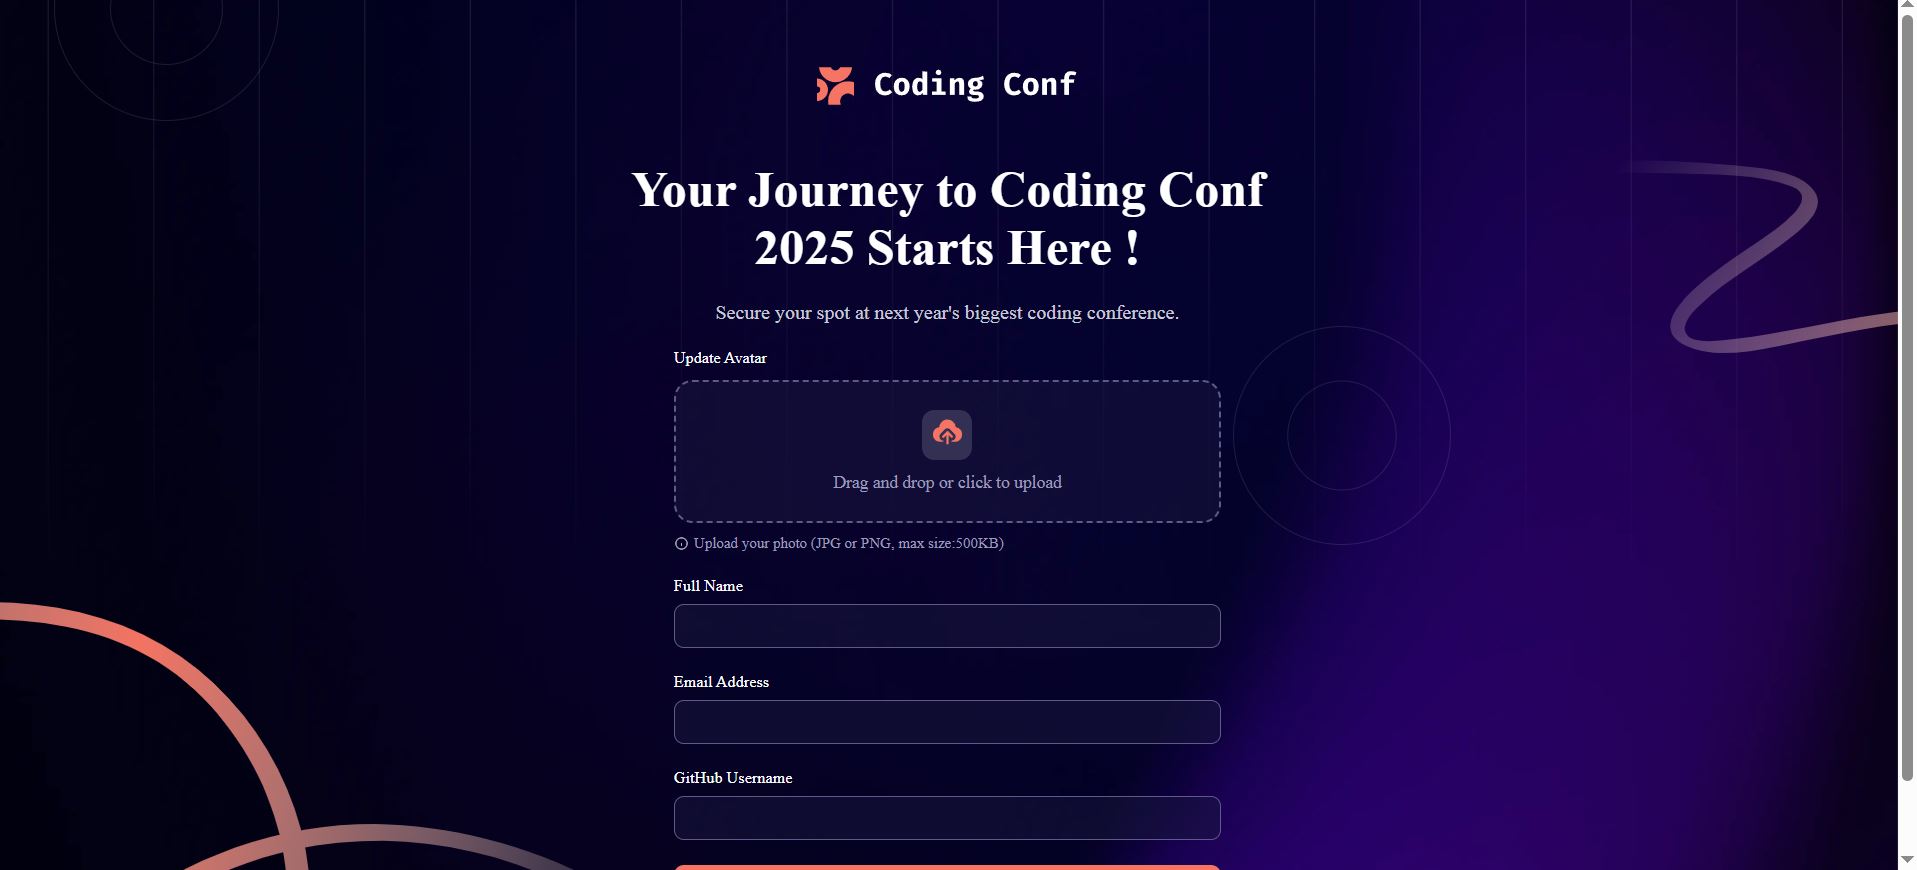 Coding Conf
Your Journey to Coding Conf
2025 Starts Here !
Secure your spot at next year's biggest coding conference.
Update Avatar
Drag and drop or click to upload
Upload your photo (JPG or PNG, max size:500KB)
Full Name
Email Address
GitHub Username